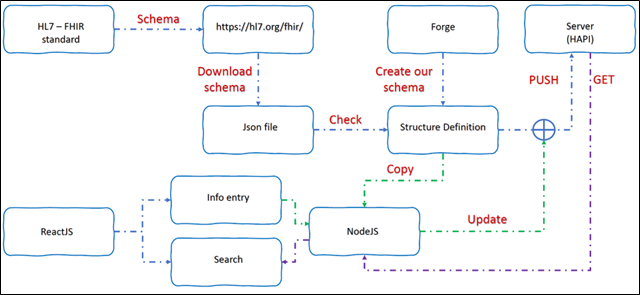 HL7 – FHIR
standard
Schema
https://hl7.org/fhir/
Forge
Server
(HAPI)
Download
schema
Create our
schema
PUSH
GET
Json file
Check
Structure Definition
Copy
Info entry
ReactJS
NodeJS
Update
Search